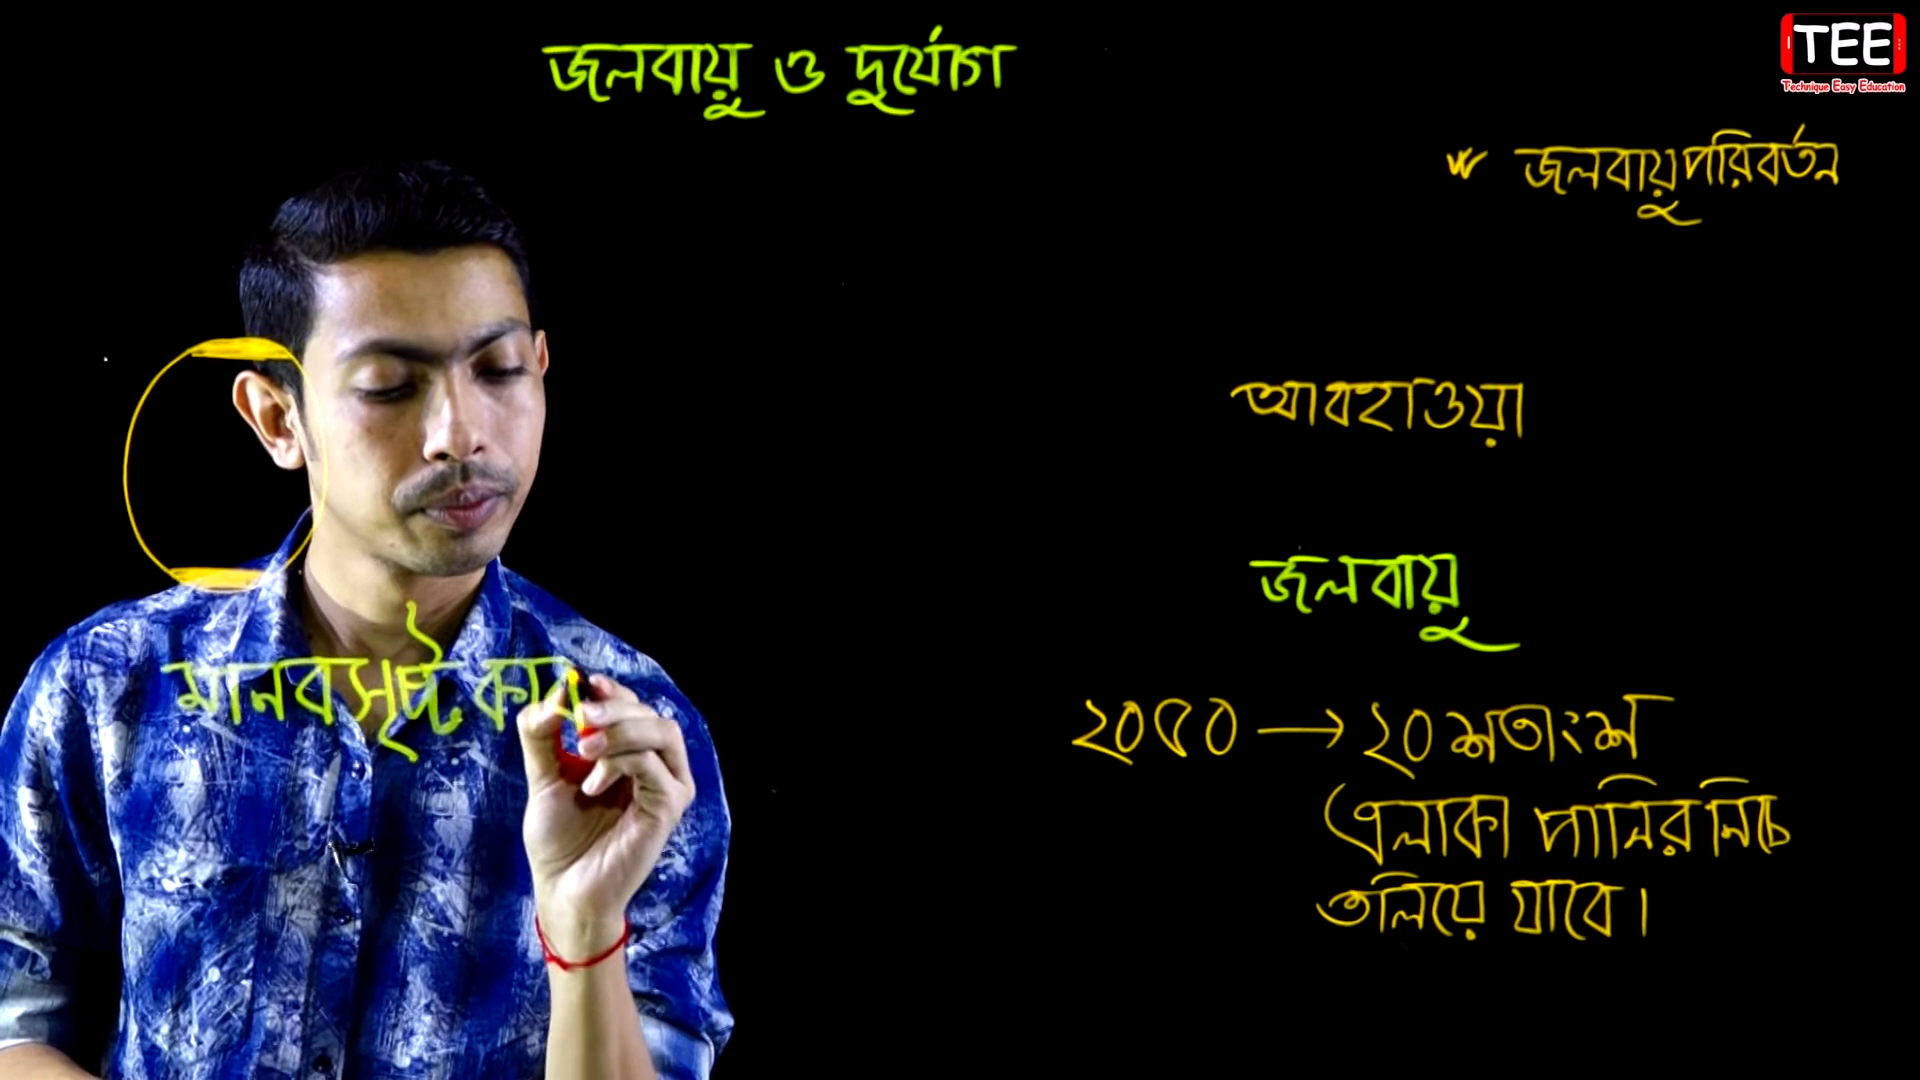 জলবায়ু ও দুর্যোগ
TEE
Technique Easy Education
জলবায়ু পরিবর্তন
আবহাওয়া
জলবায়ু
মানবসৃষ্ট
২০৫০ → ২০ শতাংশ
এলাকা পানির নিচে
তলিয়ে যাবে।